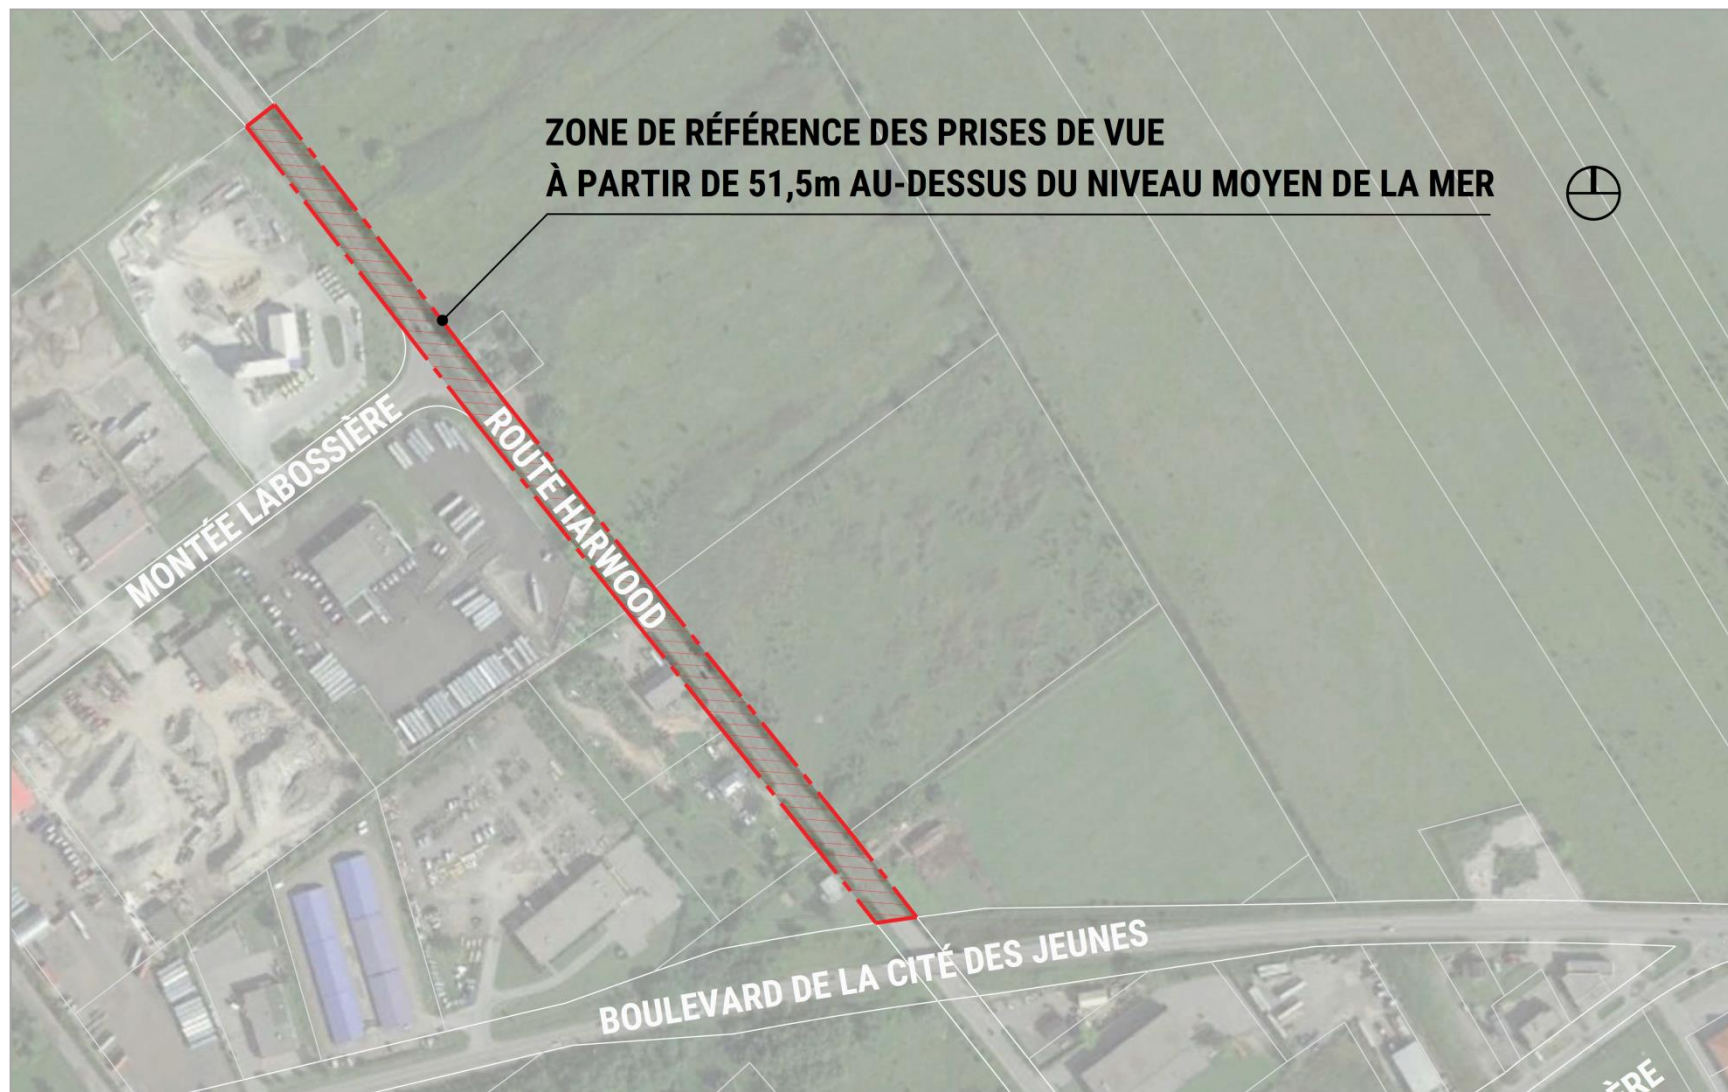 ZONE DE RÉFÉRENCE DES PRISES DE VUE
À PARTIR DE 51,5m AU-DESSUS DU NIVEAU MOYEN DE LA MER
MONTÉE LABOSSIÈRE
ROUTE HARWOOD
BOULEVARD DE LA CITÉ DES JEUNES
ÈRE